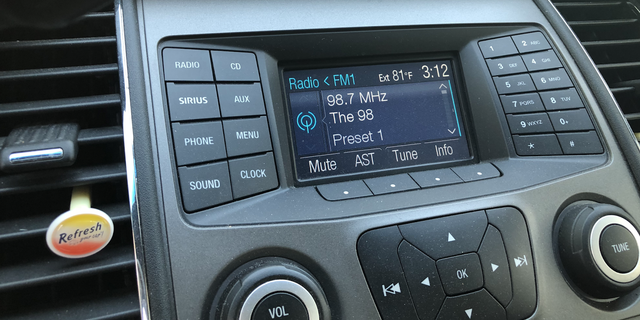 RADIO CD
SIRIUS AUX
PHONE MENU
SOUND CLOCK
Radio < FM1 Ext 81°F 3:12
98.7 MHz
The 98
Preset 1
Mute AST Tune Info
1 2 ABC
3 DEF 4 GHI
5 JKL 6 MNO
7 PQRS 8 TUV
9 WXYZ 0 +
* #
Refresh
your car!
OK
VOL
TUNE